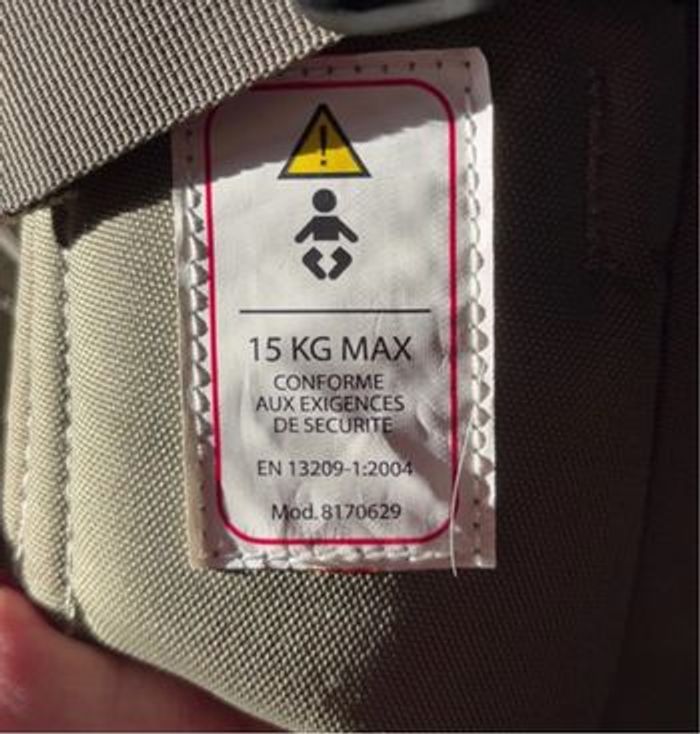 15 KG MAX
CONFORME
AUX EXIGENCES
DE SECURITE
EN 13209-1:2004
Mod. 8170629